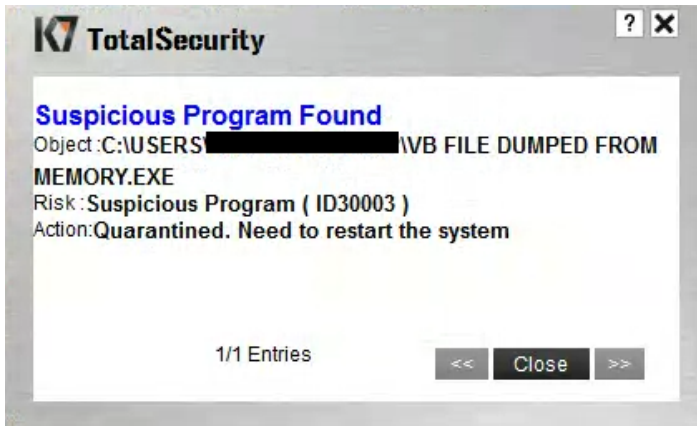 K7 TotalSecurity
? X
Suspicious Program Found
Object :C:\USERS\ \VB FILE DUMPED FROM
MEMORY.EXE
Risk :Suspicious Program ( ID30003 )
Action:Quarantined. Need to restart the system
1/1 Entries
<< Close >>